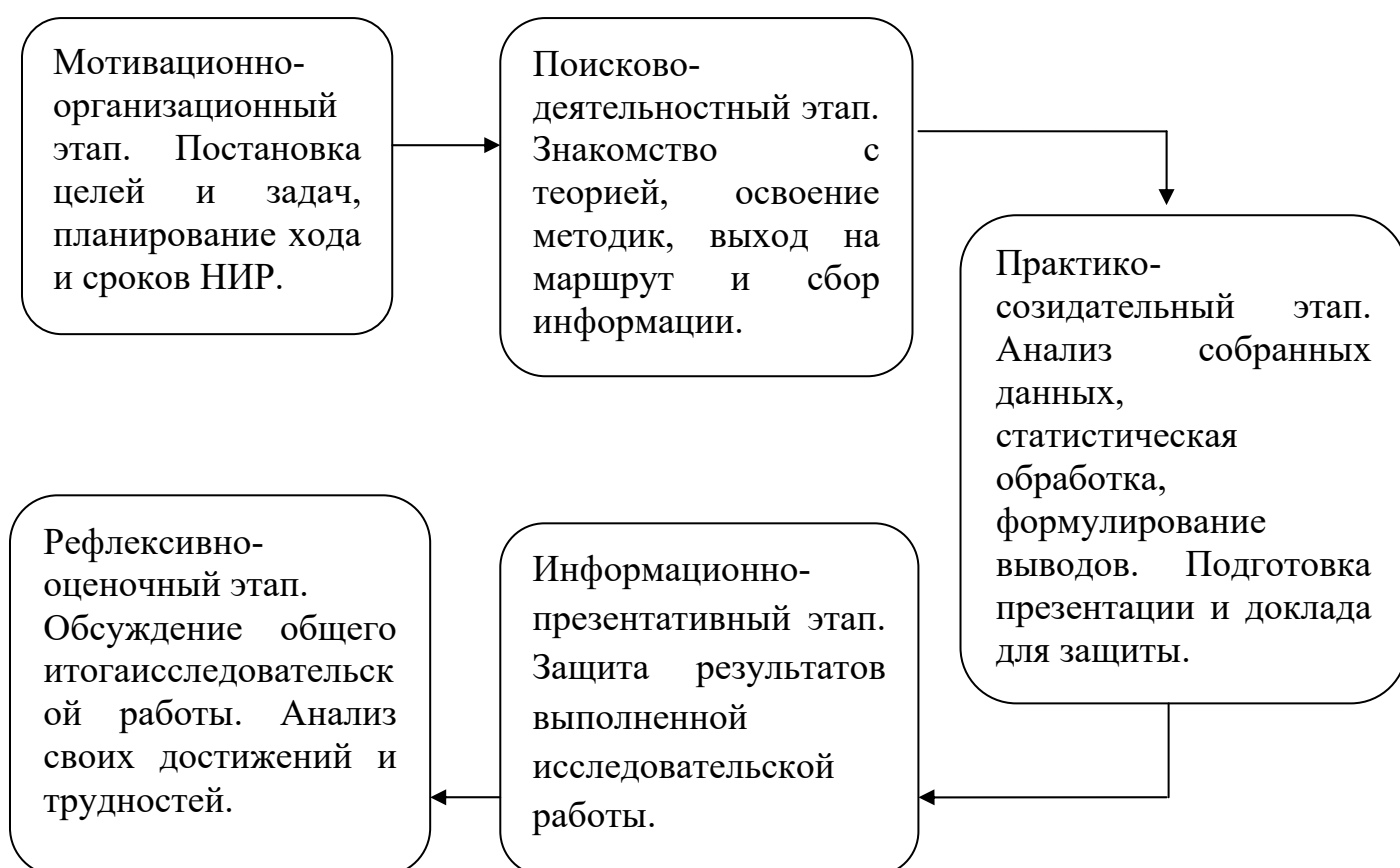 Мотивационно-
организационный
этап. Постановка
целей и задач,
планирование хода
и сроков НИР.
Поисково-
деятельностный этап.
Знакомство с
теорией, освоение
методик, выход на
маршрут и сбор
информации.
Практико-
созидательный этап.
Анализ собранных
данных,
статистическая
обработка,
формулирование
выводов. Подготовка
презентации и доклада
для защиты.
Информационно-
презентативный этап.
Защита результатов
выполненной
исследовательской
работы.
Рефлексивно-
оценочный этап.
Обсуждение общего
итогаисследовательск
ой работы. Анализ
своих достижений и
трудностей.